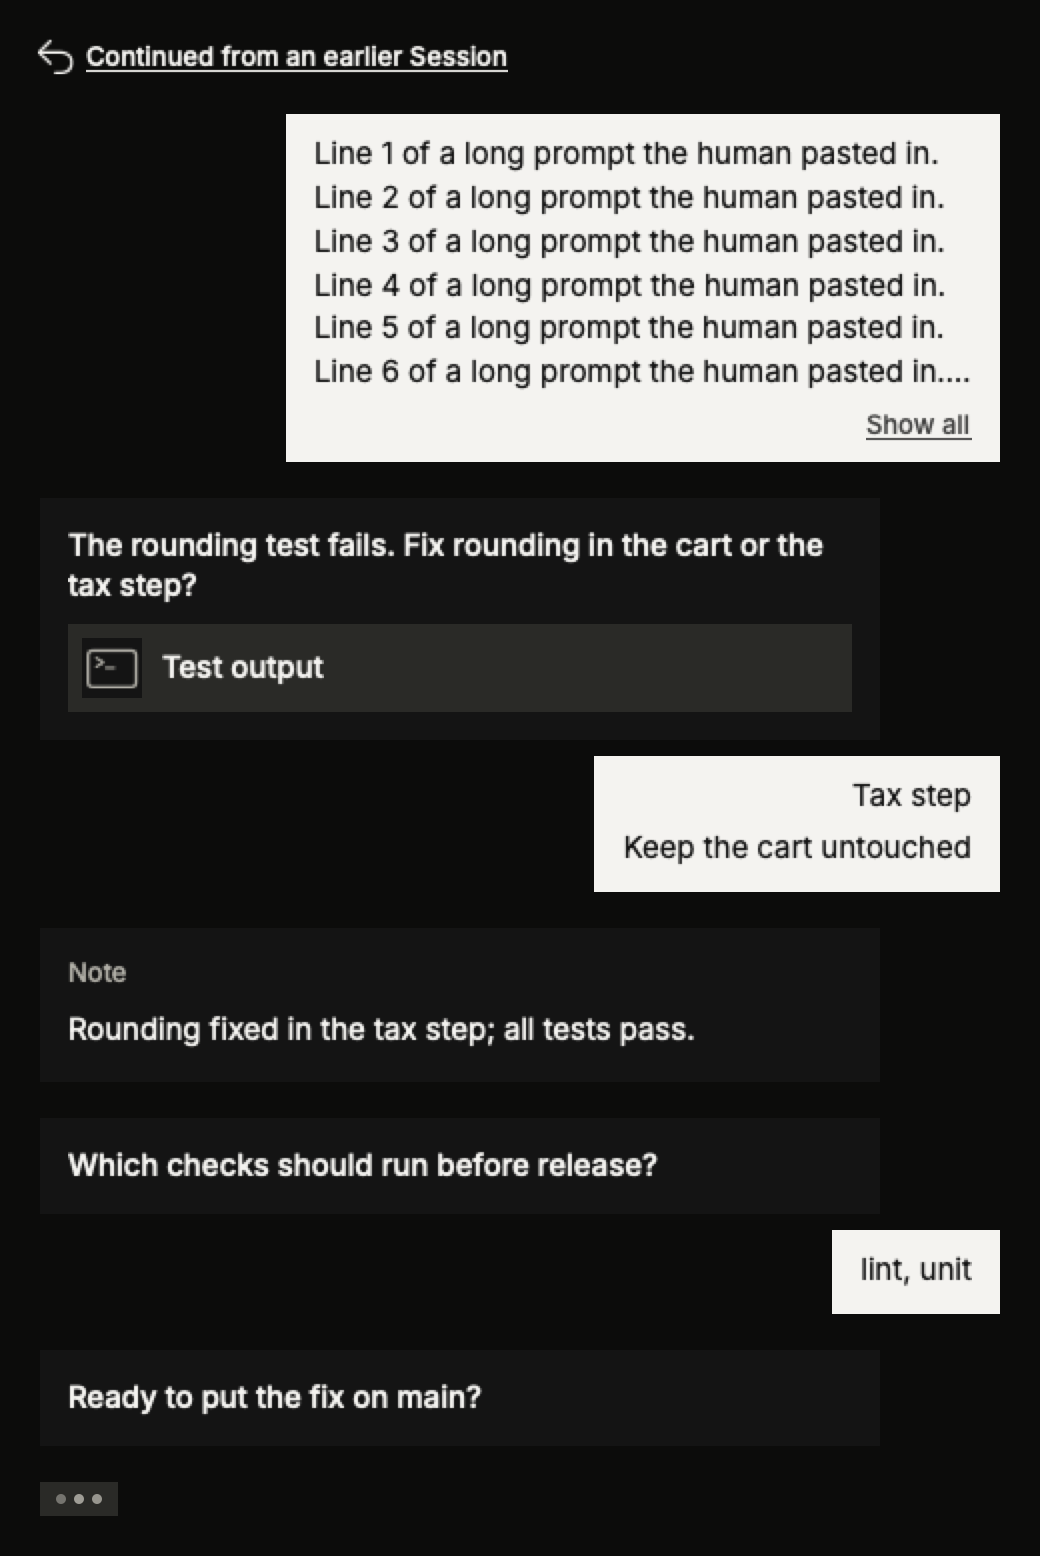 Continued from an earlier Session
Line 1 of a long prompt the human pasted in.
Line 2 of a long prompt the human pasted in.
Line 3 of a long prompt the human pasted in.
Line 4 of a long prompt the human pasted in.
Line 5 of a long prompt the human pasted in.
Line 6 of a long prompt the human pasted in....
Show all
The rounding test fails. Fix rounding in the cart or the
tax step?
>_ Test output
Tax step
Keep the cart untouched
Note
Rounding fixed in the tax step; all tests pass.
Which checks should run before release?
lint, unit
Ready to put the fix on main?